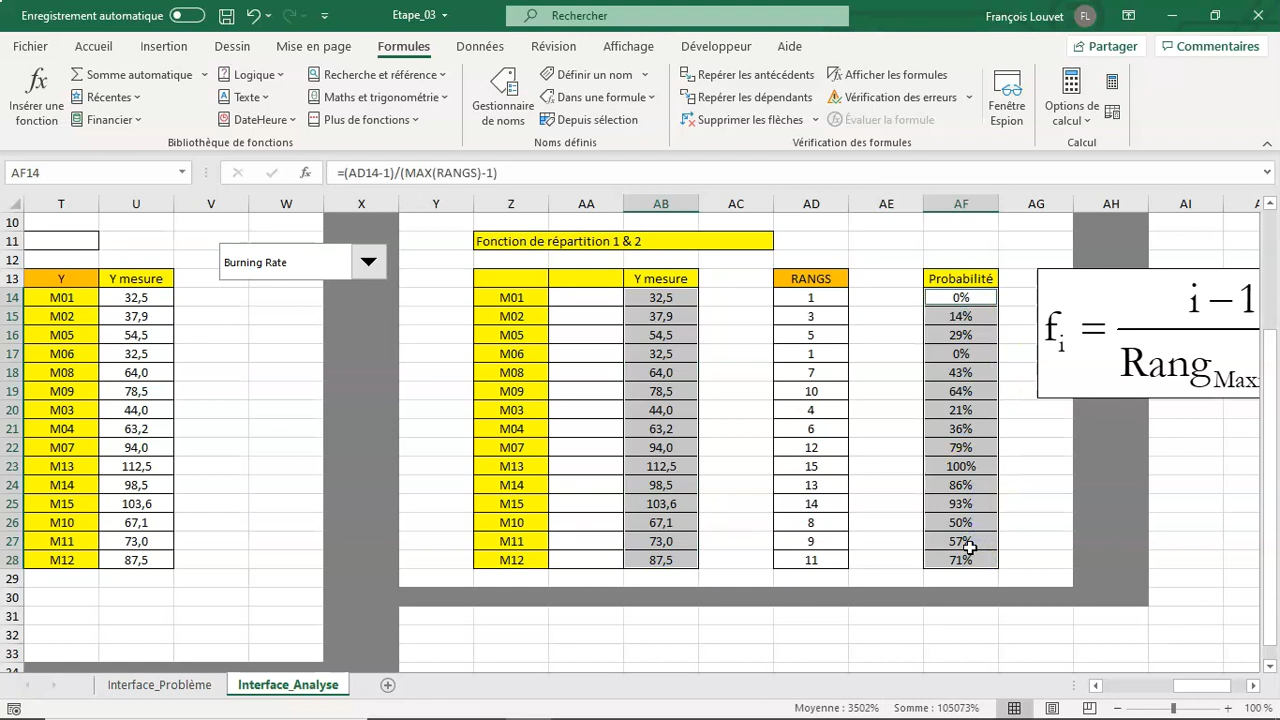 Enregistrement automatique Etape_03 Rechercher François Louvet FL
Fichier Accueil Insertion Dessin Mise en page Formules Données Révision Affichage Développeur Aide Partager Commentaires
fx Insérer une fonction
Somme automatique
Récentes
Financier
Logique
Texte
DateHeure
Recherche et référence
Maths et trigonométrie
Plus de fonctions
Bibliothèque de fonctions
Gestionnaire de noms
Définir un nom
Dans une formule
Depuis sélection
Noms définis
Repérer les antécédents
Repérer les dépendants
Supprimer les flèches
Afficher les formules
Vérification des erreurs
Évaluer la formule
Vérification des formules
Fenêtre Espion
Options de calcul
Calcul
AF14 fx =(AD14-1)/(MAX(RANGS)-1)
T U V W X Y Z AA AB AC AD AE AF AG AH AI
10
11 Fonction de répartition 1 & 2
12 Burning Rate
13 Y Y mesure Y mesure RANGS Probabilité
14 M01 32,5 M01 32,5 1 0%
15 M02 37,9 M02 37,9 3 14%
16 M05 54,5 M05 54,5 5 29%
17 M06 32,5 M06 32,5 1 0%
18 M08 64,0 M08 64,0 7 43%
19 M09 78,5 M09 78,5 10 64%
20 M03 44,0 M03 44,0 4 21%
21 M04 63,2 M04 63,2 6 36%
22 M07 94,0 M07 94,0 12 79%
23 M13 112,5 M13 112,5 15 100%
24 M14 98,5 M14 98,5 13 86%
25 M15 103,6 M15 103,6 14 93%
26 M10 67,1 M10 67,1 8 50%
27 M11 73,0 M11 73,0 9 57%
28 M12 87,5 M12 87,5 11 71%
29
30
31
32
33
i – 1
fi =
Rang Max
Interface_Problème Interface_Analyse
Moyenne : 3502% Somme : 105073% 100 %